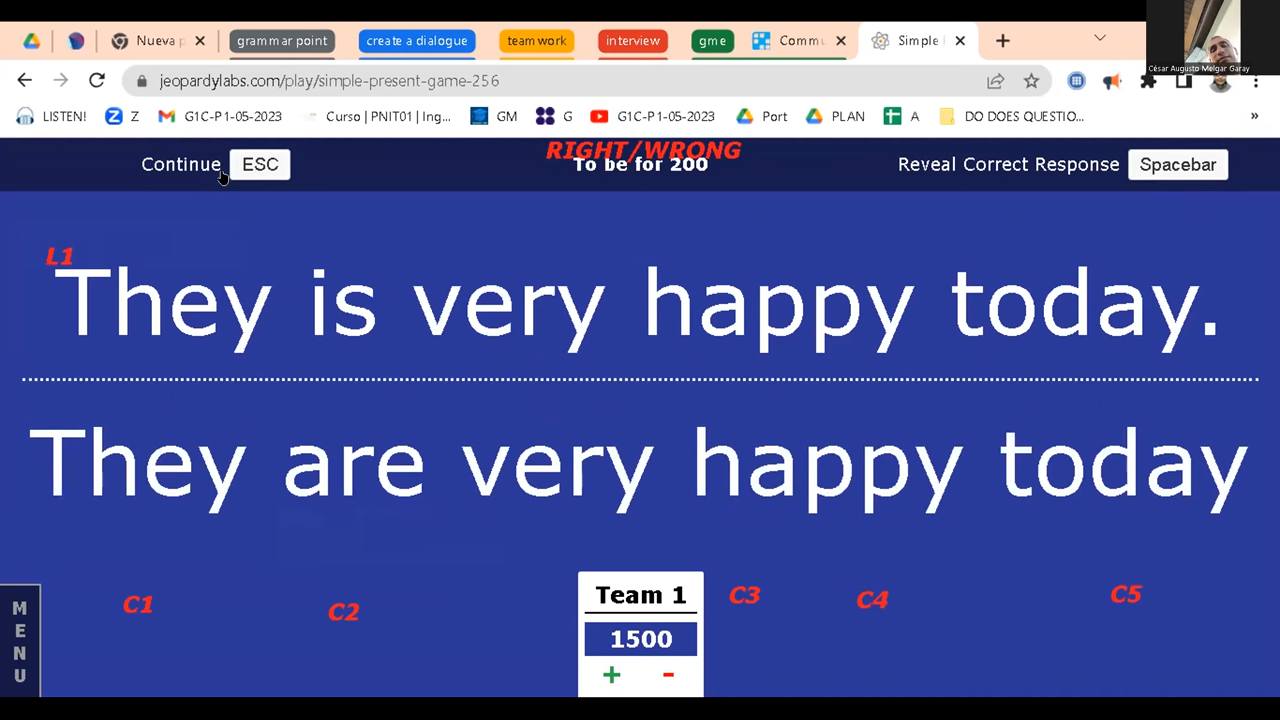 Nueva p
grammar point
create a dialogue
team work
interview
gme
Commu
Simple
César Augusto Melgar Garay
jeopardylabs.com/play/simple-present-game-256
LISTEN!
Z
G1C-P1-05-2023
Curso | PNIT01 | Ing...
GM
G
G1C-P1-05-2023
Port
PLAN
A
DO DOES QUESTIO...
»
RIGHT/WRONG
Continue ESC
To be for 200
Reveal Correct Response Spacebar
L1
They is very happy today.
They are very happy today
MENU
C1
C2
Team 1
1500
+ -
C3
C4
C5